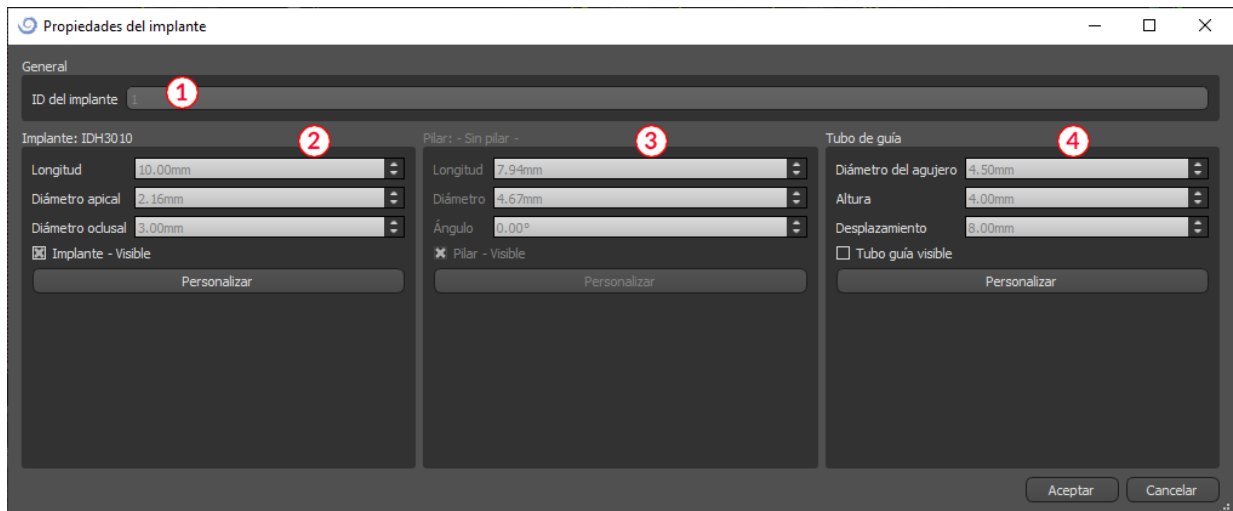 Propiedades del implante
General
ID del implante 1
1
Implante: IDH3010
2
Longitud 10.00mm
Diámetro apical 2.16mm
Diámetro oclusal 3.00mm
Implante - Visible
Personalizar
Pilar: - Sin pilar -
3
Longitud 7.94mm
Diámetro 4.67mm
Ángulo 0.00°
Pilar - Visible
Personalizar
Tubo de guía
4
Diámetro del agujero 4.50mm
Altura 4.00mm
Desplazamiento 8.00mm
Tubo guía visible
Personalizar
Aceptar Cancelar